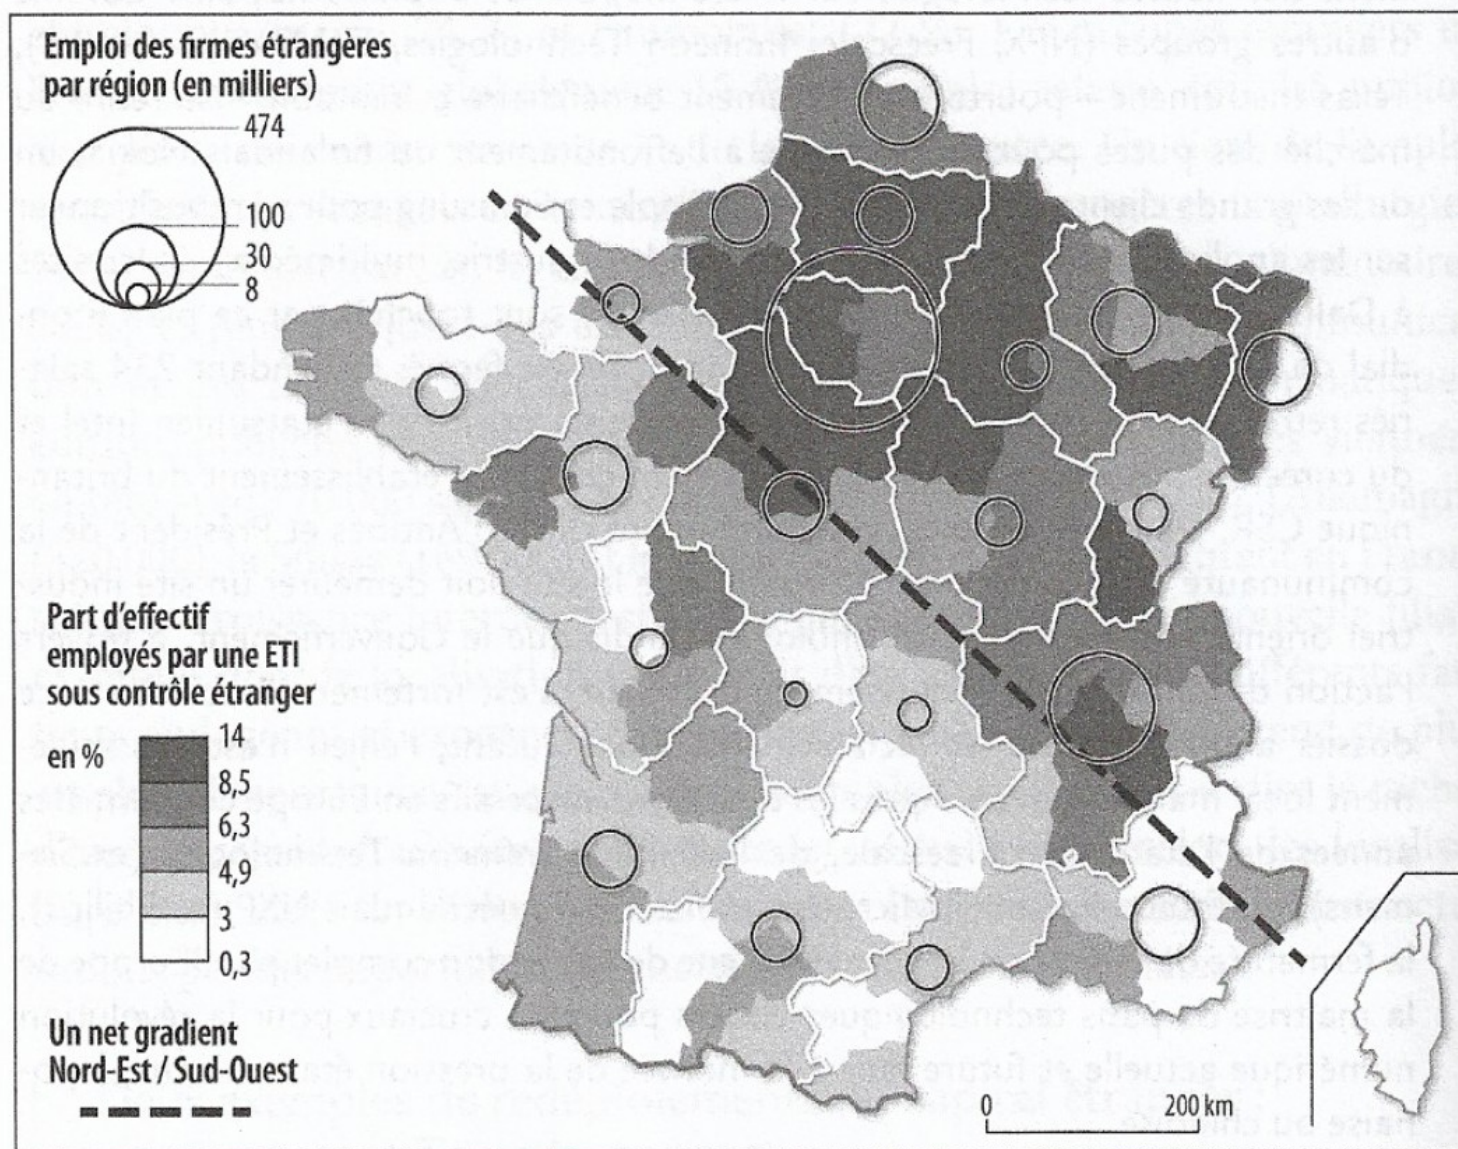 Emploi des firmes étrangères
par région (en milliers)
474
100
30
8
Part d'effectif
employés par une ETI
sous contrôle étranger
en %
14
8,5
6,3
4,9
3
0,3
Un net gradient
Nord-Est / Sud-Ouest
0 200 km